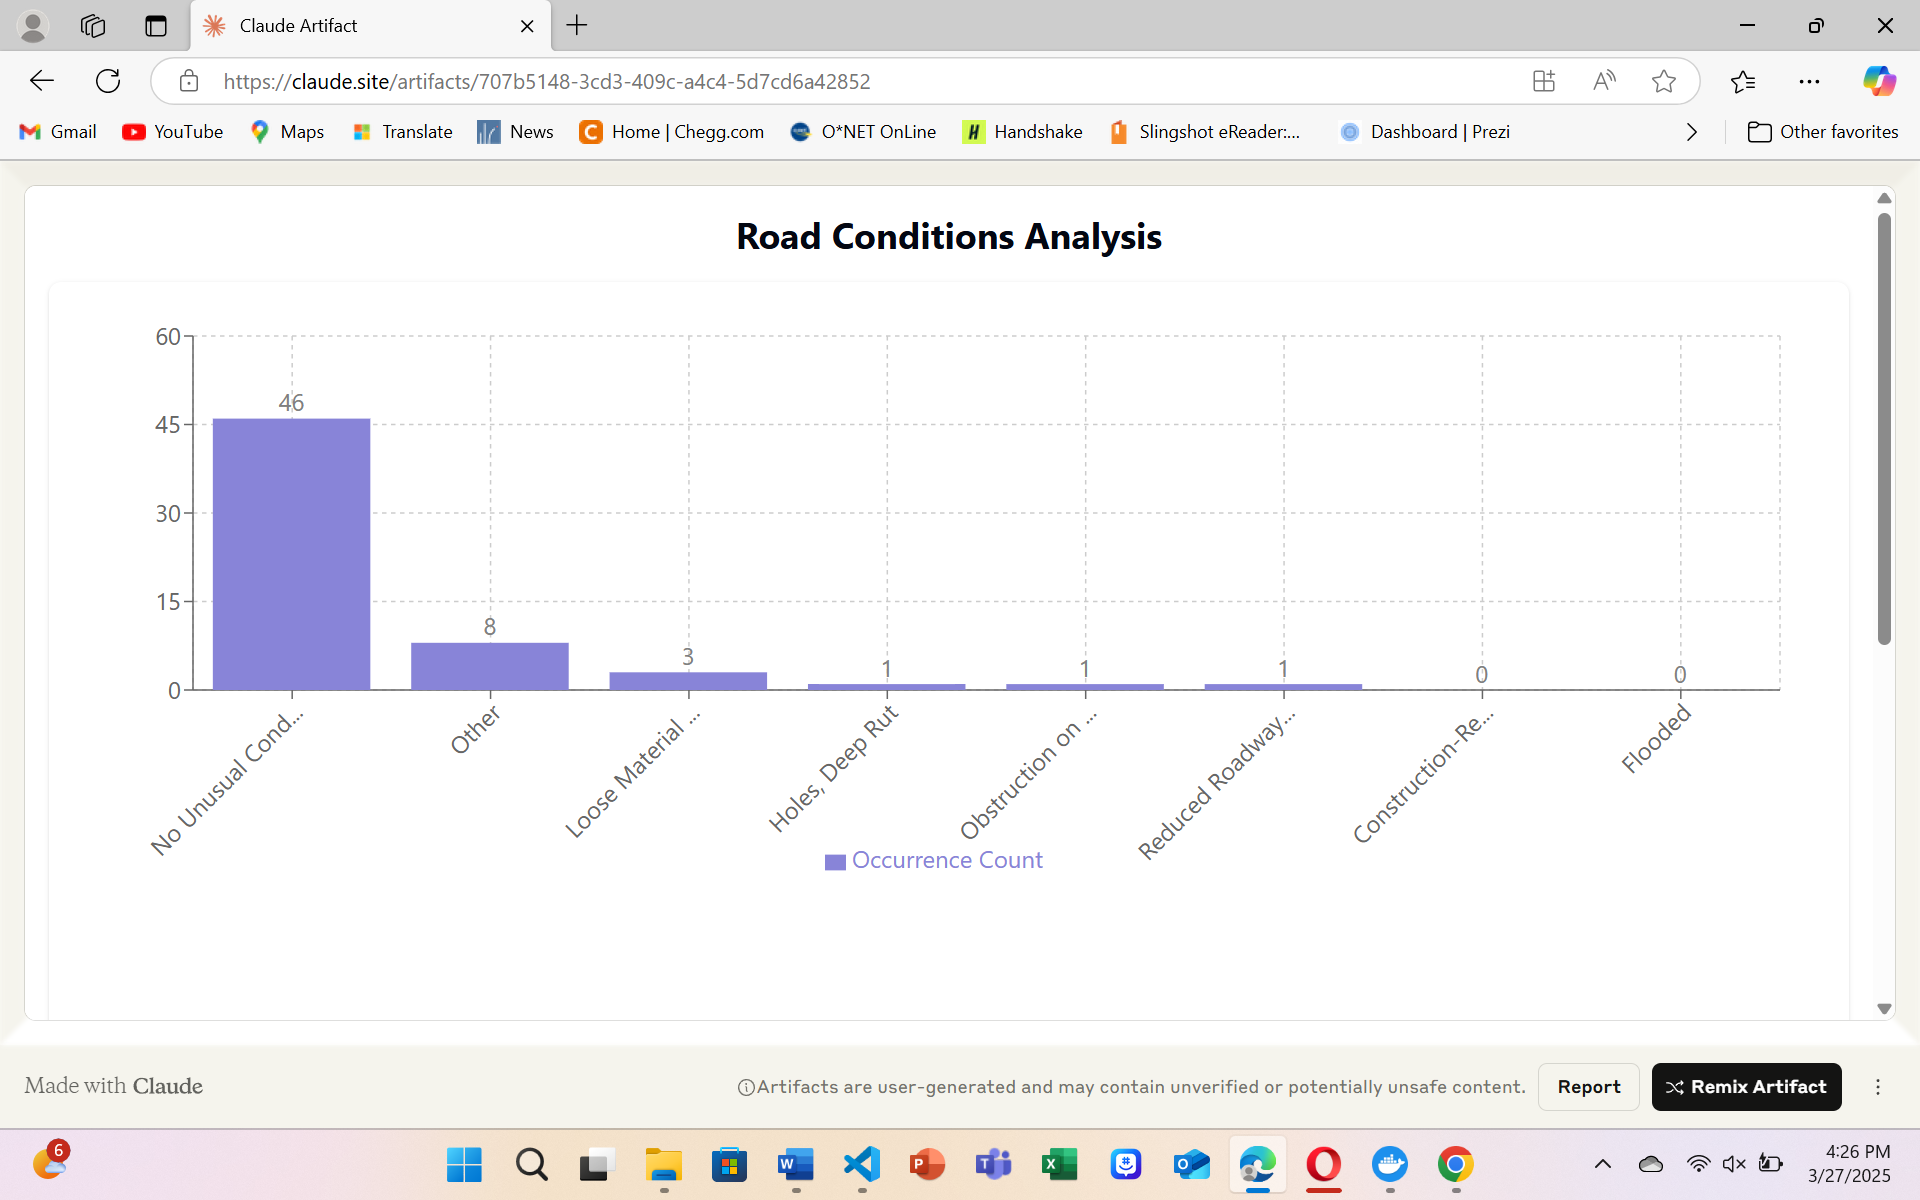 Claude Artifact
https://claude.site/artifacts/707b5148-3cd3-409c-a4c4-5d7cd6a42852
Gmail YouTube Maps Translate News Home | Chegg.com O*NET OnLine Handshake Slingshot eReader:... Dashboard | Prezi Other favorites
Road Conditions Analysis
60
45
30
15
0
46
8
3
1
1
1
0
0
No Unusual Cond...
Other
Loose Material ...
Holes, Deep Rut
Obstruction on ...
Reduced Roadway...
Construction-Re...
Flooded
Occurrence Count
Made with Claude
Artifacts are user-generated and may contain unverified or potentially unsafe content.
Report
Remix Artifact
6
4:26 PM
3/27/2025